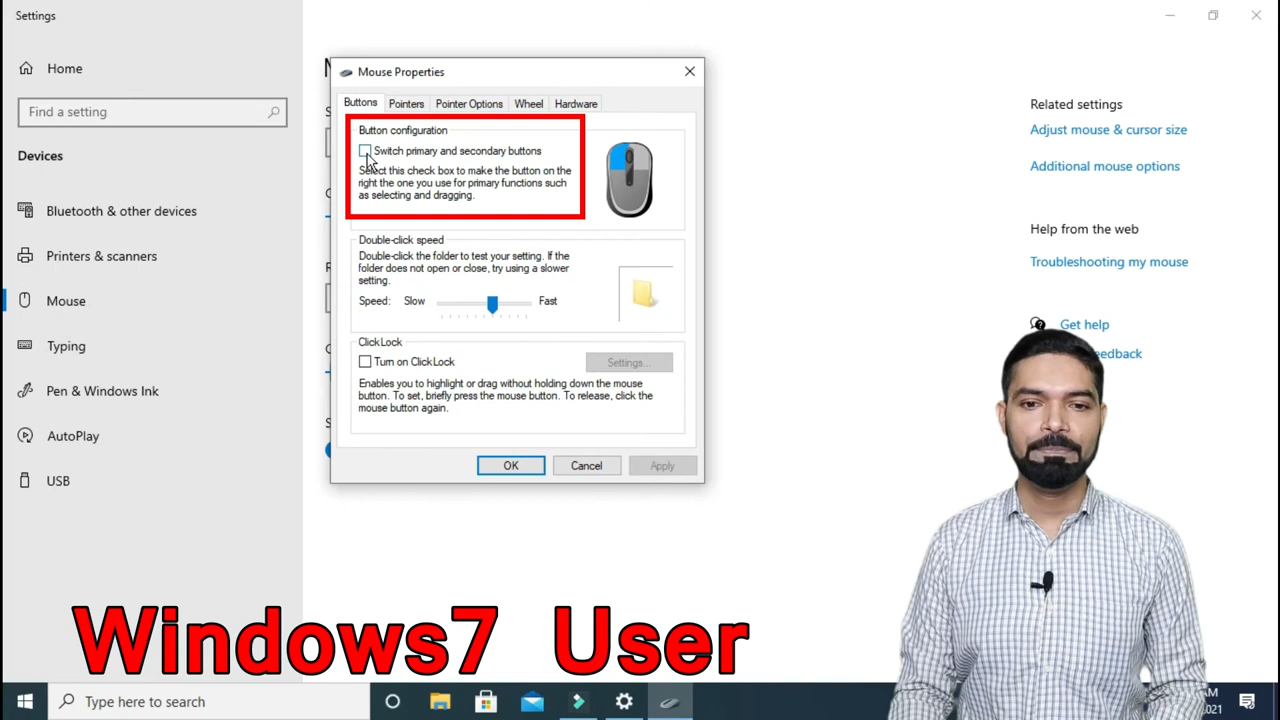 Settings
Home
Find a setting
Devices
Bluetooth & other devices
Printers & scanners
Mouse
Typing
Pen & Windows Ink
AutoPlay
USB
Mouse Properties
Buttons
Pointers
Pointer Options
Wheel
Hardware
Button configuration
Switch primary and secondary buttons
Select this check box to make the button on the
right the one you use for primary functions such
as selecting and dragging.
Double-click speed
Double-click the folder to test your setting. If the
folder does not open or close, try using a slower
setting.
Speed: Slow Fast
ClickLock
Turn on ClickLock
Settings...
Enables you to highlight or drag without holding down the mouse
button. To set, briefly press the mouse button. To release, click the
mouse button again.
OK
Cancel
Apply
Related settings
Adjust mouse & cursor size
Additional mouse options
Help from the web
Troubleshooting my mouse
Get help
Windows7 User
Type here to search
AM
2021